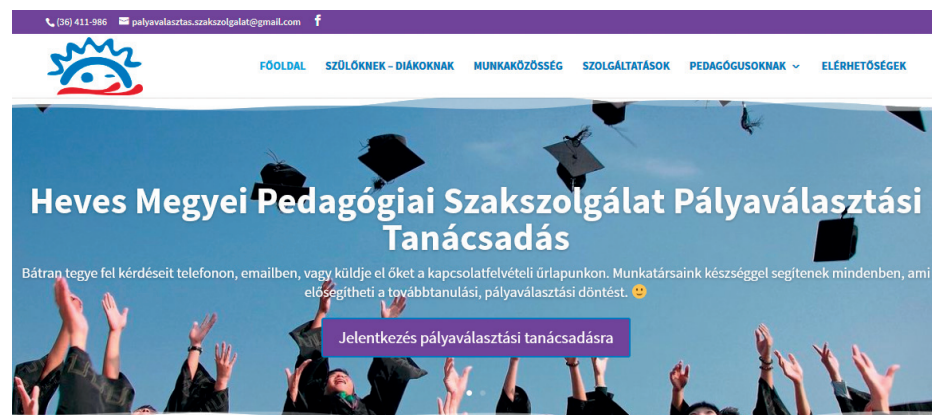 (36) 411-986 palyavalasztas.szakszolgalat@gmail.com
FŐOLDAL SZÜLŐKNEK – DIÁKOKNAK MUNKAKÖZÖSSÉG SZOLGÁLTATÁSOK PEDAGÓGUSOKNAK ELÉRHETŐSÉGEK
Heves Megyei Pedagógiai Szakszolgálat Pályaválasztási
Tanácsadás
Bátran tegye fel kérdéseit telefonon, emailben, vagy küldje el őket a kapcsolatfelvételi űrlapunkon. Munkatársaink készséggel segítenek mindenben, ami
elősegítheti a továbbtanulási, pályaválasztási döntést. 🙂
Jelentkezés pályaválasztási tanácsadásra